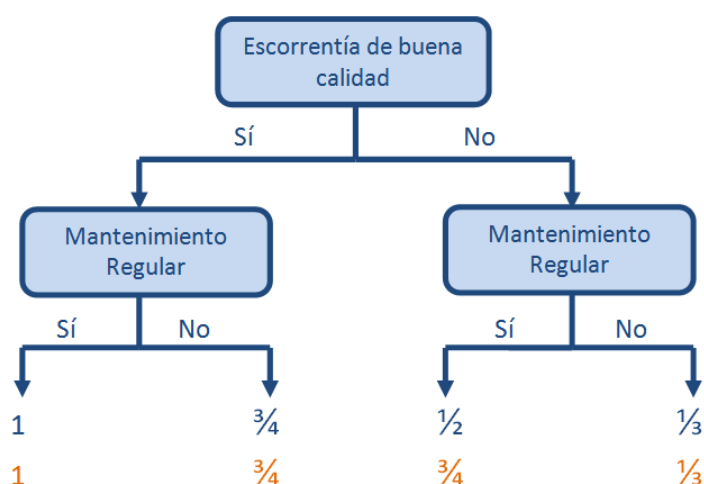 Escorrentía de buena
calidad
Sí No
Mantenimiento
Regular
Mantenimiento
Regular
Sí No Sí No
1 ¾ ½ ⅓
1 ¾ ¾ ⅓